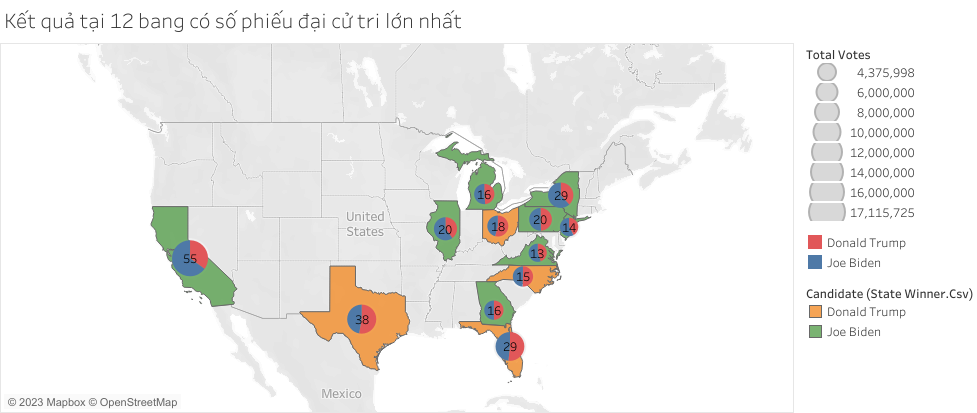 Kết quả tại 12 bang có số phiếu đại cử tri lớn nhất
Total Votes
4,375,998
6,000,000
8,000,000
10,000,000
12,000,000
14,000,000
16,000,000
17,115,725
Donald Trump
Joe Biden
Candidate (State Winner.Csv)
Donald Trump
Joe Biden
16
29
20
18
20
14
United
States
13
55
15
16
38
29
Mexico
© 2023 Mapbox © OpenStreetMap